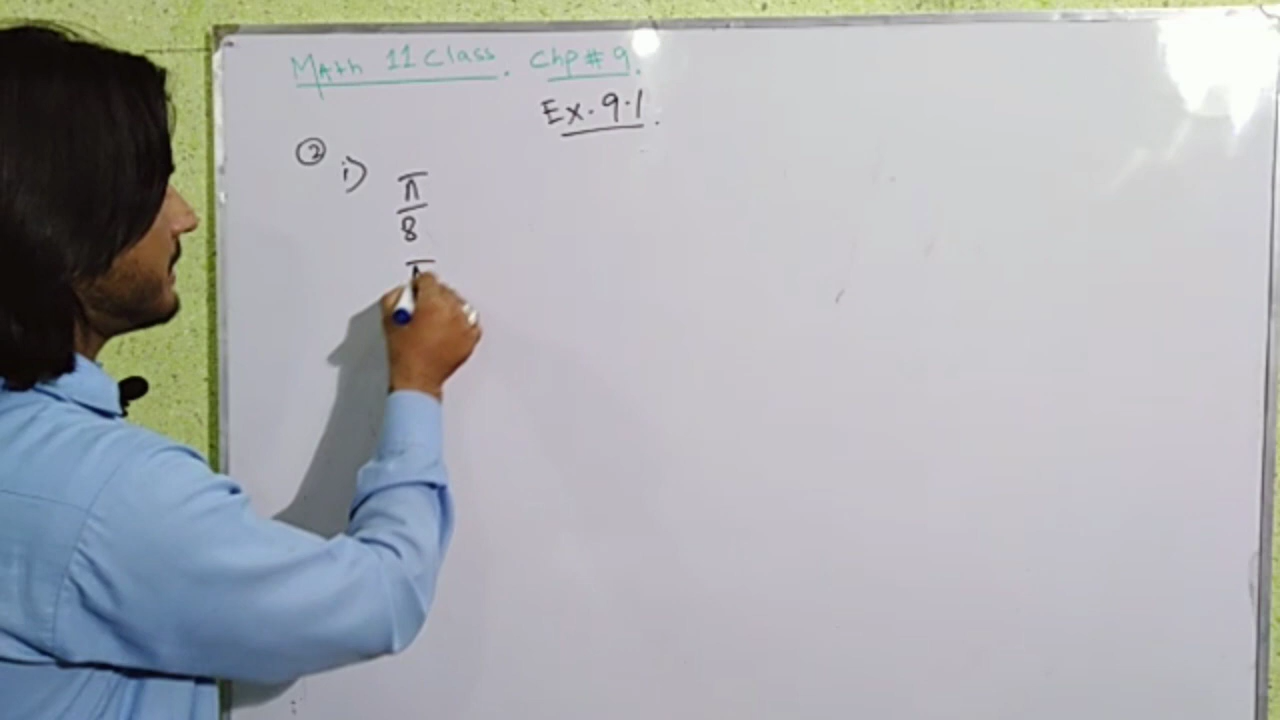 Math 11 Class. Chp # 9.
Ex. 9.1.
② i) π/8